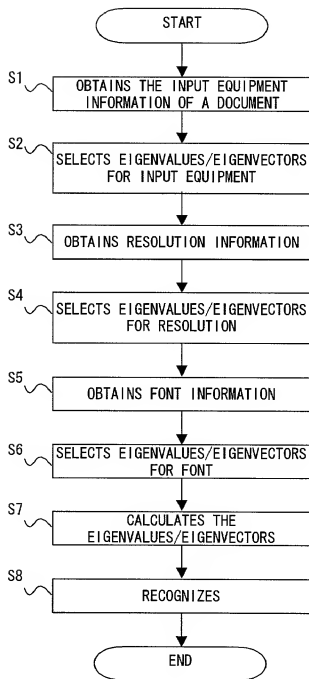 START
S1
OBTAINS THE INPUT EQUIPMENT
INFORMATION OF A DOCUMENT
S2
SELECTS EIGENVALUES/EIGENVECTORS
FOR INPUT EQUIPMENT
S3
OBTAINS RESOLUTION INFORMATION
S4
SELECTS EIGENVALUES/EIGENVECTORS
FOR RESOLUTION
S5
OBTAINS FONT INFORMATION
S6
SELECTS EIGENVALUES/EIGENVECTORS
FOR FONT
S7
CALCULATES THE
EIGENVALUES/EIGENVECTORS
S8
RECOGNIZES
END